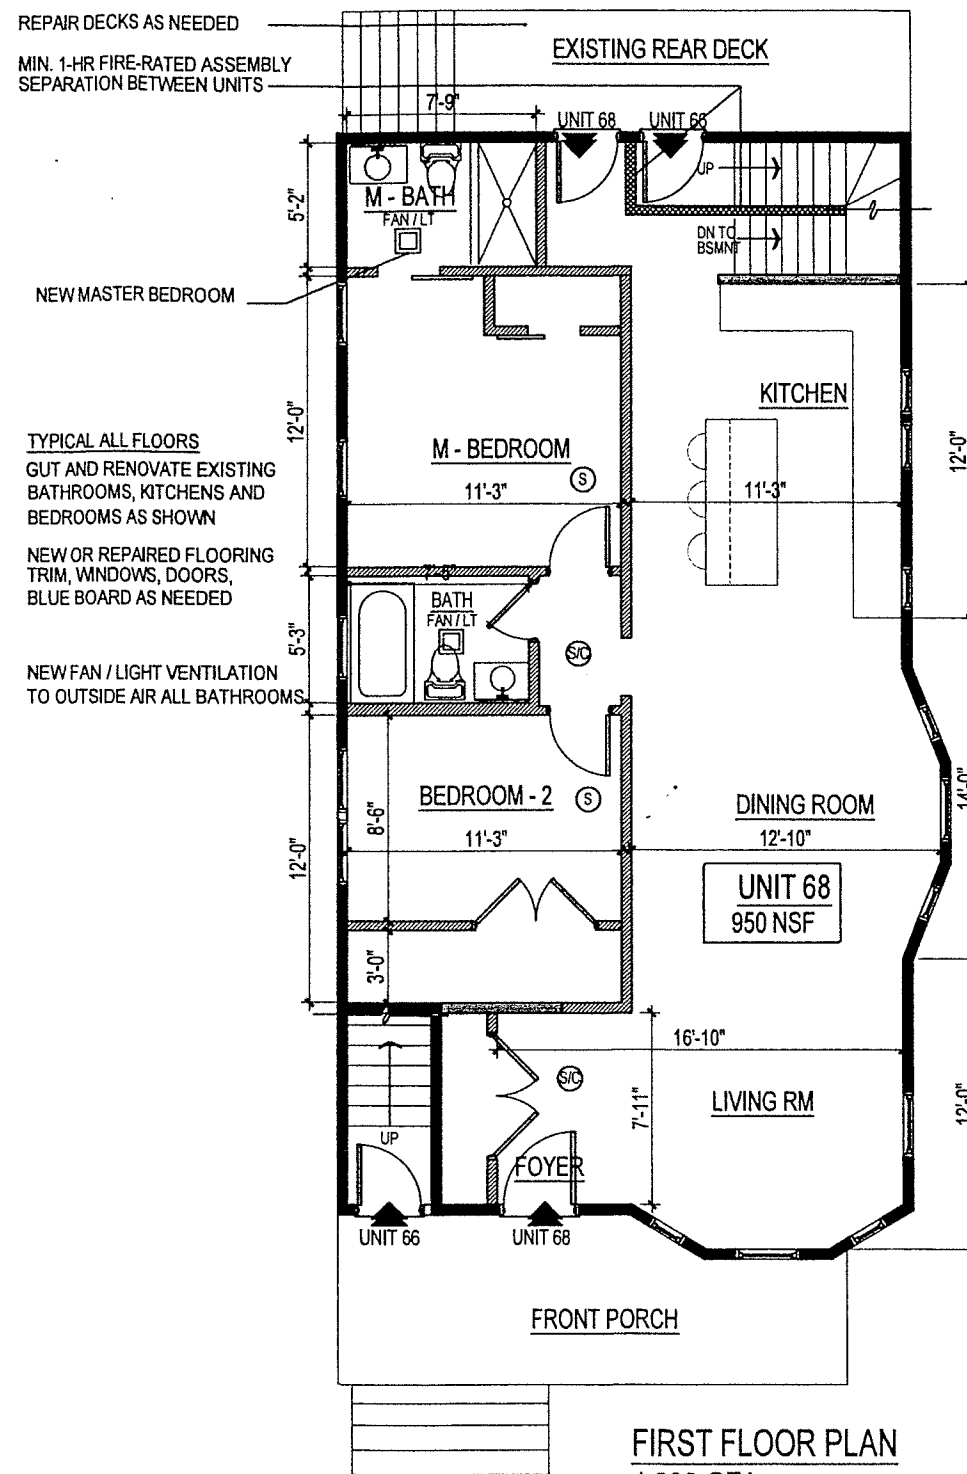 REPAIR DECKS AS NEEDED
EXISTING REAR DECK
MIN. 1-HR FIRE-RATED ASSEMBLY
SEPARATION BETWEEN UNITS
7'-9"
UNIT 68
UNIT 66
UP
5'-2"
M - BATH
FAN / LT
DN TO
BSMNT
NEW MASTER BEDROOM
KITCHEN
12'-0"
12'-0"
TYPICAL ALL FLOORS
GUT AND RENOVATE EXISTING
BATHROOMS, KITCHENS AND
BEDROOMS AS SHOWN
M - BEDROOM
S
11'-3"
11'-3"
NEW OR REPAIRED FLOORING
TRIM, WINDOWS, DOORS,
BLUE BOARD AS NEEDED
BATH
FAN / LT
5'-3"
S/C
NEW FAN / LIGHT VENTILATION
TO OUTSIDE AIR ALL BATHROOMS
BEDROOM - 2
S
8'-6"
11'-3"
12'-0"
DINING ROOM
12'-10"
14'-0"
UNIT 68
950 NSF
3'-0"
16'-10"
S/C
7'-11"
LIVING RM
12'-0"
UP
FOYER
UNIT 66
UNIT 68
FRONT PORCH
FIRST FLOOR PLAN